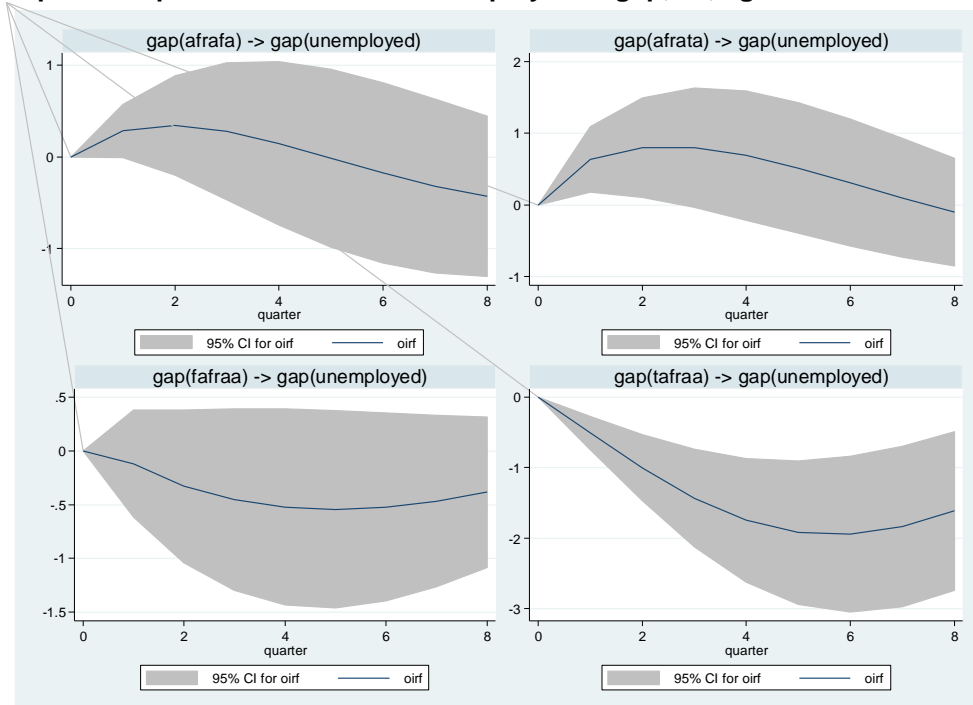 gap(afrafa) -> gap(unemployed)
1
0
-1
0 2 4 6 8
quarter
95% CI for oirf oirf
gap(afrata) -> gap(unemployed)
2
1
0
-1
0 2 4 6 8
quarter
95% CI for oirf oirf
gap(fafraa) -> gap(unemployed)
.5
0
-.5
-1
-1.5
0 2 4 6 8
quarter
95% CI for oirf oirf
gap(tafraa) -> gap(unemployed)
0
-1
-2
-3
0 2 4 6 8
quarter
95% CI for oirf oirf